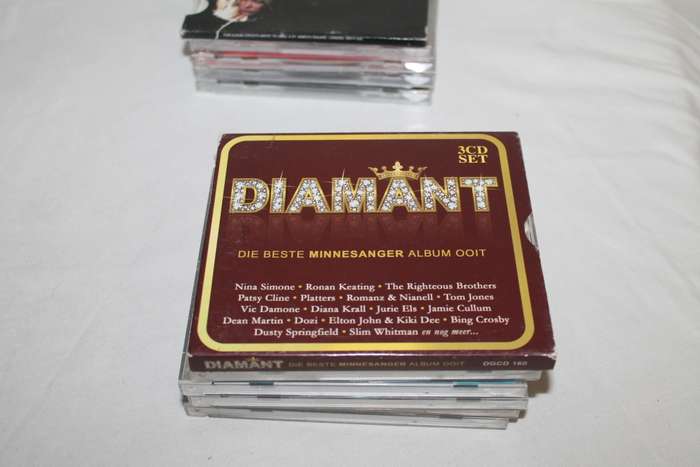 3CD
SET
DIAMANT
DIE BESTE MINNESANGER ALBUM OOIT
Nina Simone • Ronan Keating • The Righteous Brothers
Patsy Cline • Platters • Romanz & Nianell • Tom Jones
Vic Damone • Diana Krall • Jurie Els • Jamie Cullum
Dean Martin • Dozi • Elton John & Kiki Dee • Bing Crosby
Dusty Springfield • Slim Whitman en nog meer...
DIAMANT DIE BESTE MINNESANGER ALBUM OOIT DGCD 160